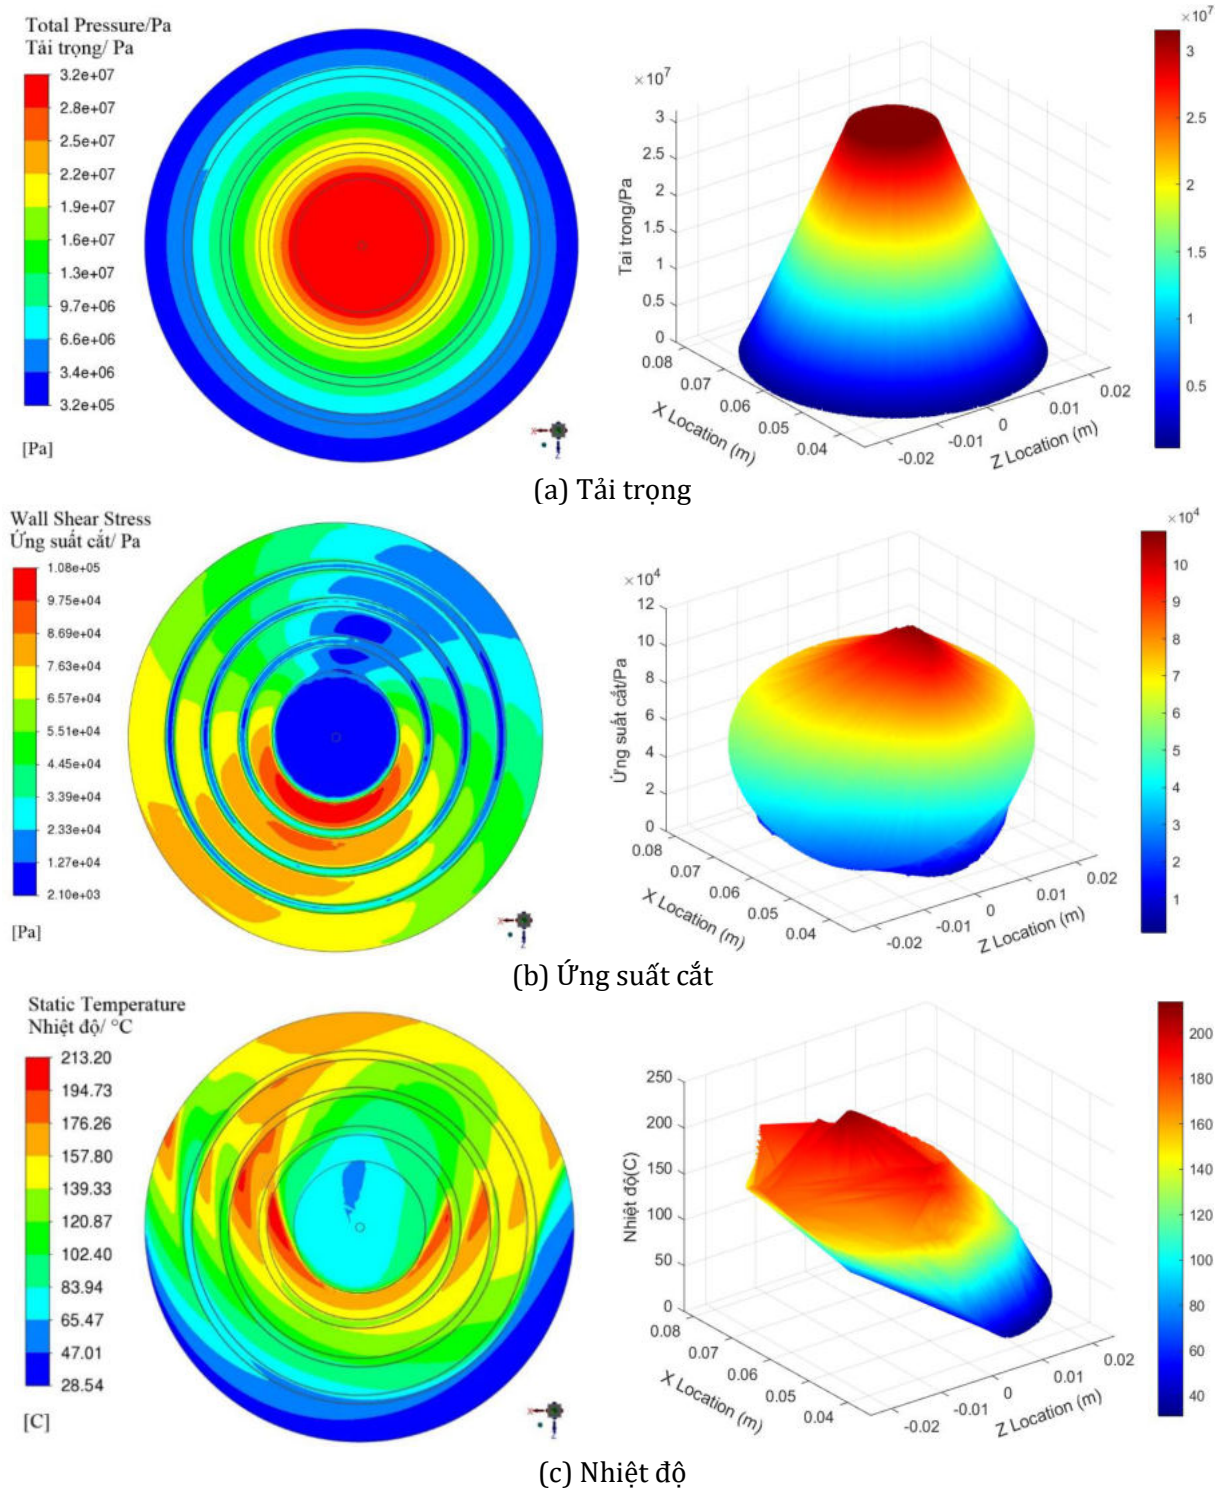 Total Pressure/Pa
Tải trọng/ Pa
3.2e+07
2.8e+07
2.5e+07
2.2e+07
1.9e+07
1.6e+07
1.3e+07
9.7e+06
6.6e+06
3.4e+06
3.2e+05
[Pa]
X
Z
×10⁷
3
2.5
2
1.5
1
0.5
0
Tai trong/Pa
0.08
0.07
0.06
0.05
0.04
X Location (m)
-0.02
-0.01
0
0.01
0.02
Z Location (m)
×10⁷
3
2.5
2
1.5
1
0.5
(a) Tải trọng
Wall Shear Stress
Ứng suất cắt/ Pa
1.08e+05
9.75e+04
8.69e+04
7.63e+04
6.57e+04
5.51e+04
4.45e+04
3.39e+04
2.33e+04
1.27e+04
2.10e+03
[Pa]
X
Z
×10⁴
12
10
8
6
4
2
0
Ứng suất cắt/Pa
0.08
0.07
0.06
0.05
0.04
X Location (m)
-0.02
-0.01
0
0.01
0.02
Z Location (m)
×10⁴
10
9
8
7
6
5
4
3
2
1
(b) Ứng suất cắt
Static Temperature
Nhiệt độ/ °C
213.20
194.73
176.26
157.80
139.33
120.87
102.40
83.94
65.47
47.01
28.54
[C]
X
Z
250
200
150
100
50
0
Nhiệt độ(C)
0.08
0.07
0.06
0.05
0.04
X Location (m)
-0.02
-0.01
0
0.01
0.02
Z Location (m)
200
180
160
140
120
100
80
60
40
(c) Nhiệt độ